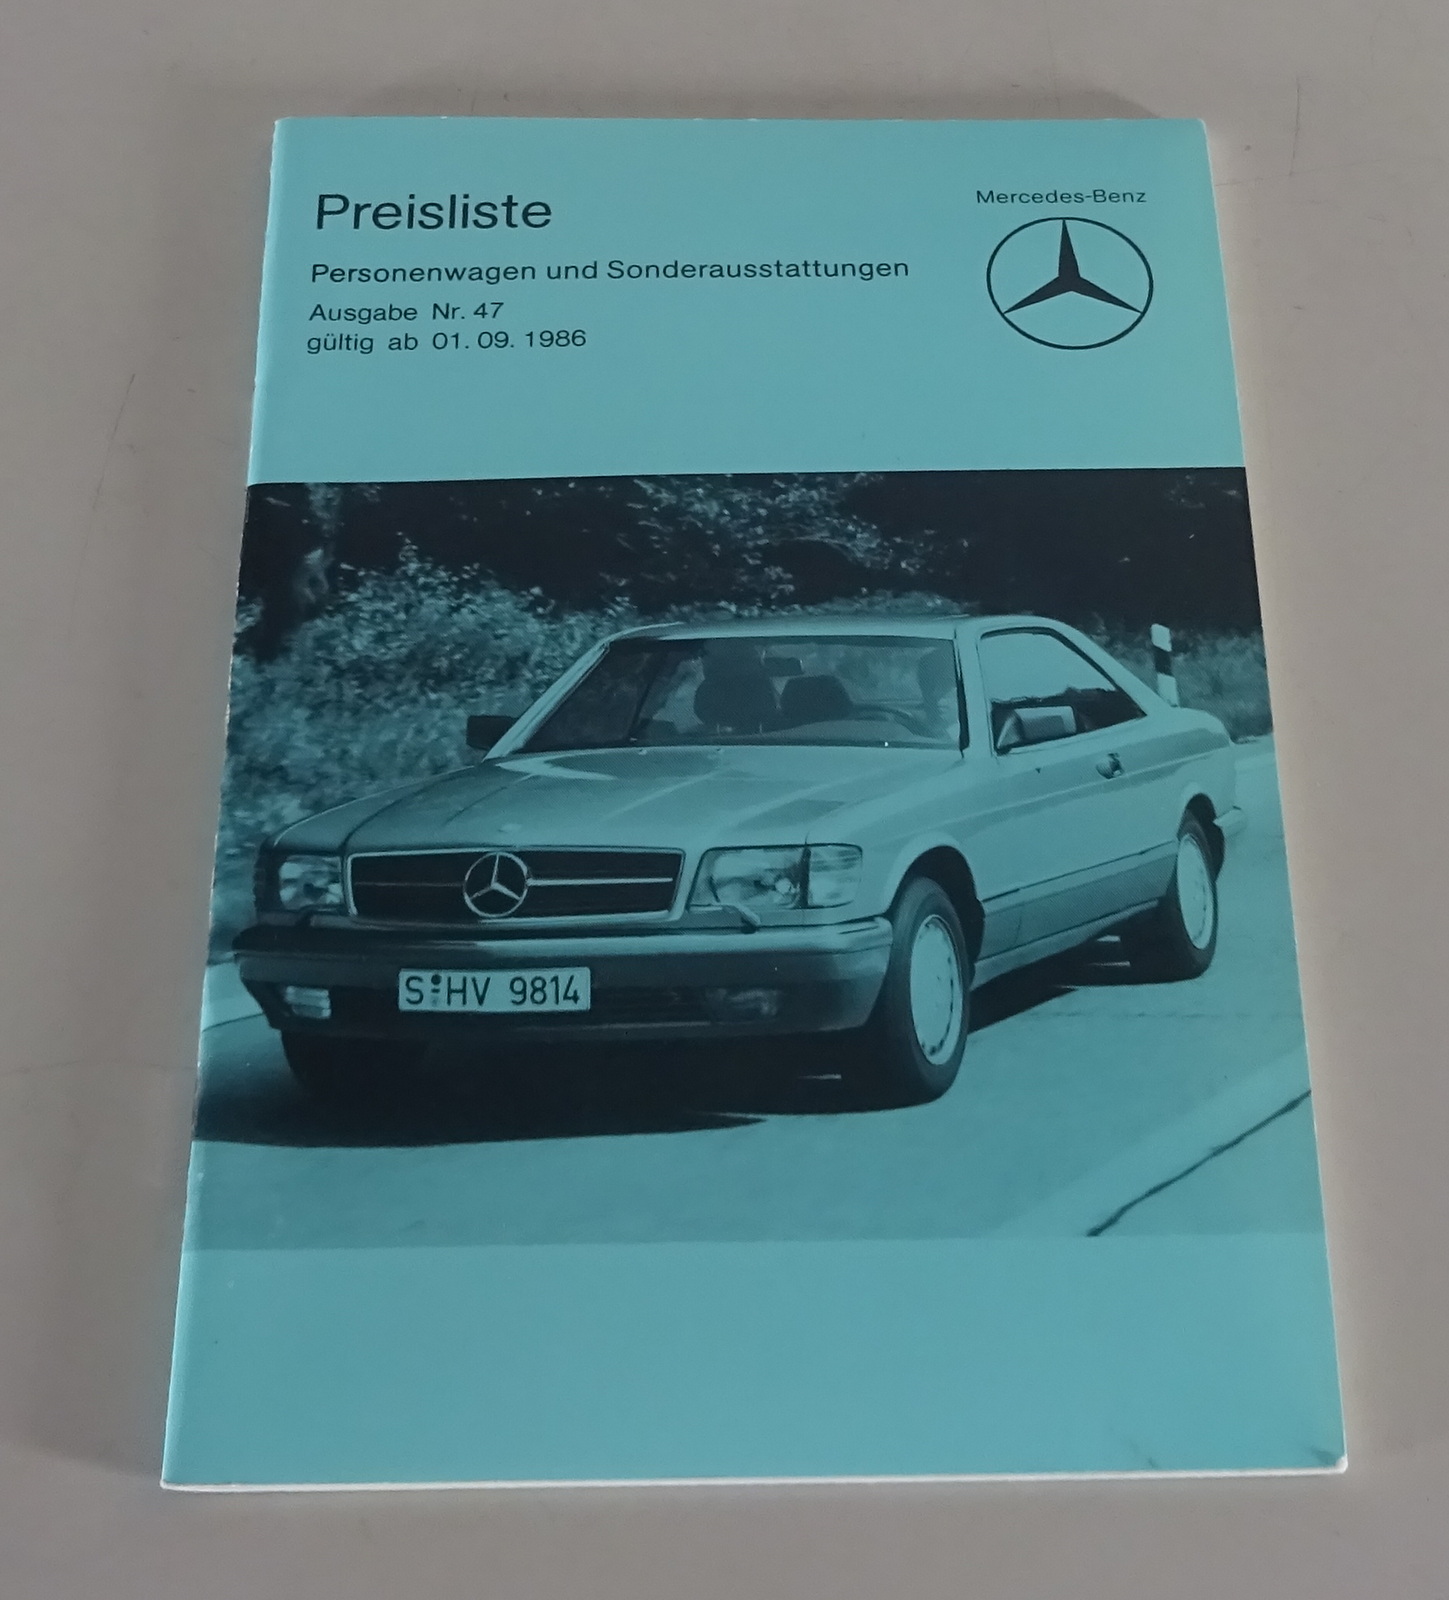 Preisliste
Mercedes-Benz
Personenwagen und Sonderausstattungen
Ausgabe Nr. 47
gültig ab 01. 09. 1986
S HV 9814